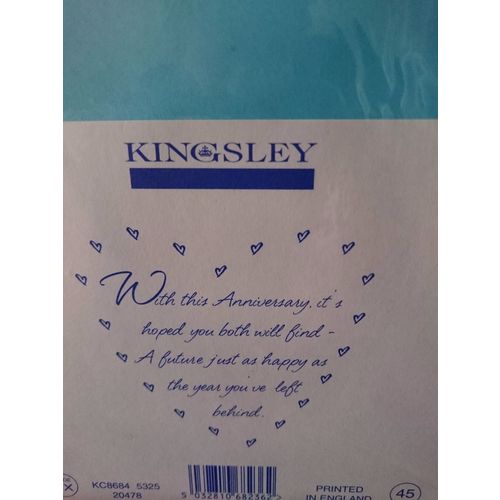 KINGSLEY
With this Anniversary, it's
hoped you both will find -
A future just as happy as
the year you've left
behind.
KC8684 5325
20478
5 032810 682362
PRINTED
IN ENGLAND
45